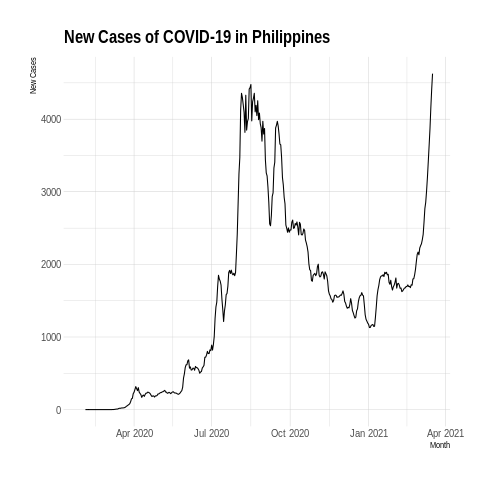 New Cases of COVID-19 in Philippines
New Cases
4000
3000
2000
1000
0
Apr 2020 Jul 2020 Oct 2020 Jan 2021 Apr 2021
Month